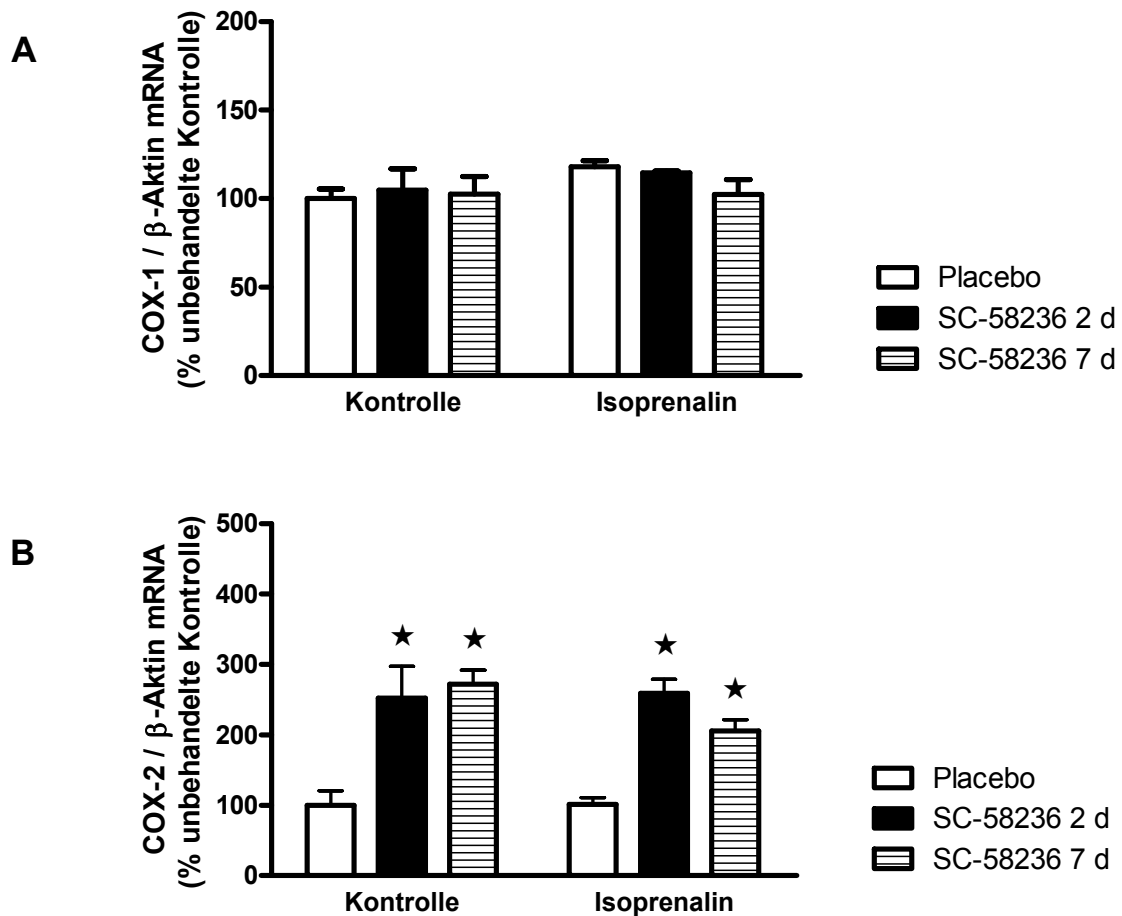 A
COX-1 / β-Aktin mRNA
(% unbehandelte Kontrolle)
200
150
100
50
0
Kontrolle
Isoprenalin
Placebo
SC-58236 2 d
SC-58236 7 d
B
COX-2 / β-Aktin mRNA
(% unbehandelte Kontrolle)
500
400
300
200
100
0
★
★
★
★
Kontrolle
Isoprenalin
Placebo
SC-58236 2 d
SC-58236 7 d